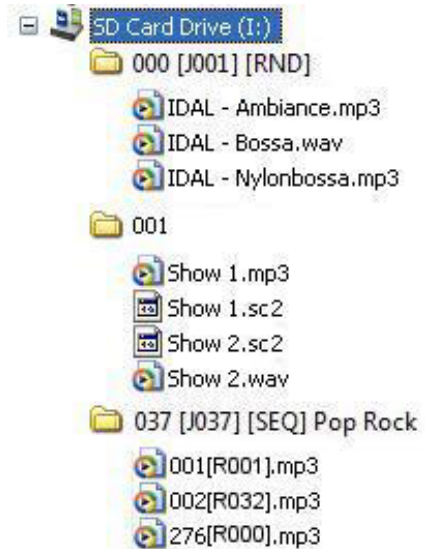 SD Card Drive (I:)
000 [J001] [RND]
IDAL - Ambiance.mp3
IDAL - Bossa.wav
IDAL - Nylonbossa.mp3
001
Show 1.mp3
Show 1.sc2
Show 2.sc2
Show 2.wav
037 [J037] [SEQ] Pop Rock
001[R001].mp3
002[R032].mp3
276[R000].mp3